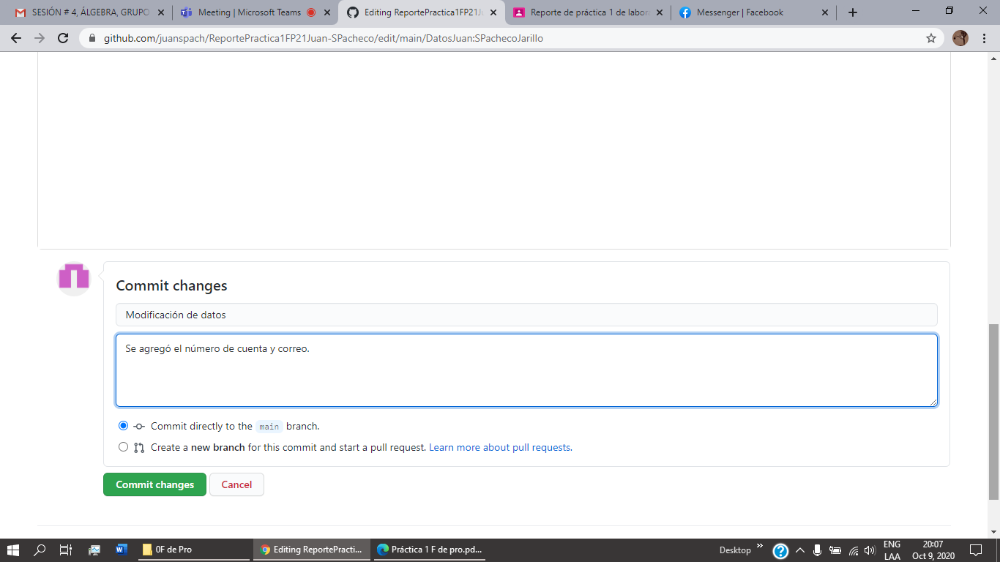 SESIÓN # 4, ÁLGEBRA, GRUPO
Meeting | Microsoft Teams
Editing ReportePractica1FP21Ju
Reporte de práctica 1 de labora
Messenger | Facebook
github.com/juanspach/ReportePractica1FP21Juan-SPacheco/edit/main/DatosJuan:SPachecoJarillo
Commit changes
Modificación de datos
Se agregó el número de cuenta y correo.
Commit directly to the main branch.
Create a new branch for this commit and start a pull request. Learn more about pull requests.
Commit changes
Cancel
0F de Pro
Editing ReportePracti...
Práctica 1 F de pro.pd...
Desktop
ENG
LAA
20:07
Oct 9, 2020